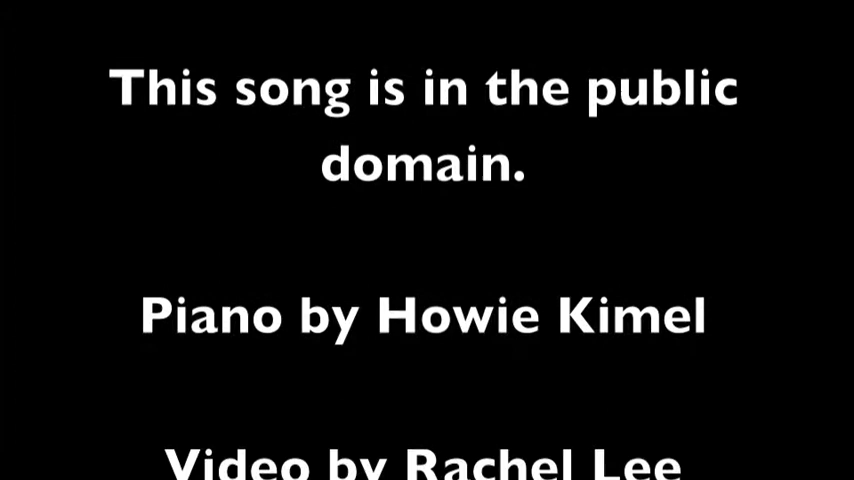 This song is in the public
domain.
Piano by Howie Kimel
Video by Rachel Lee